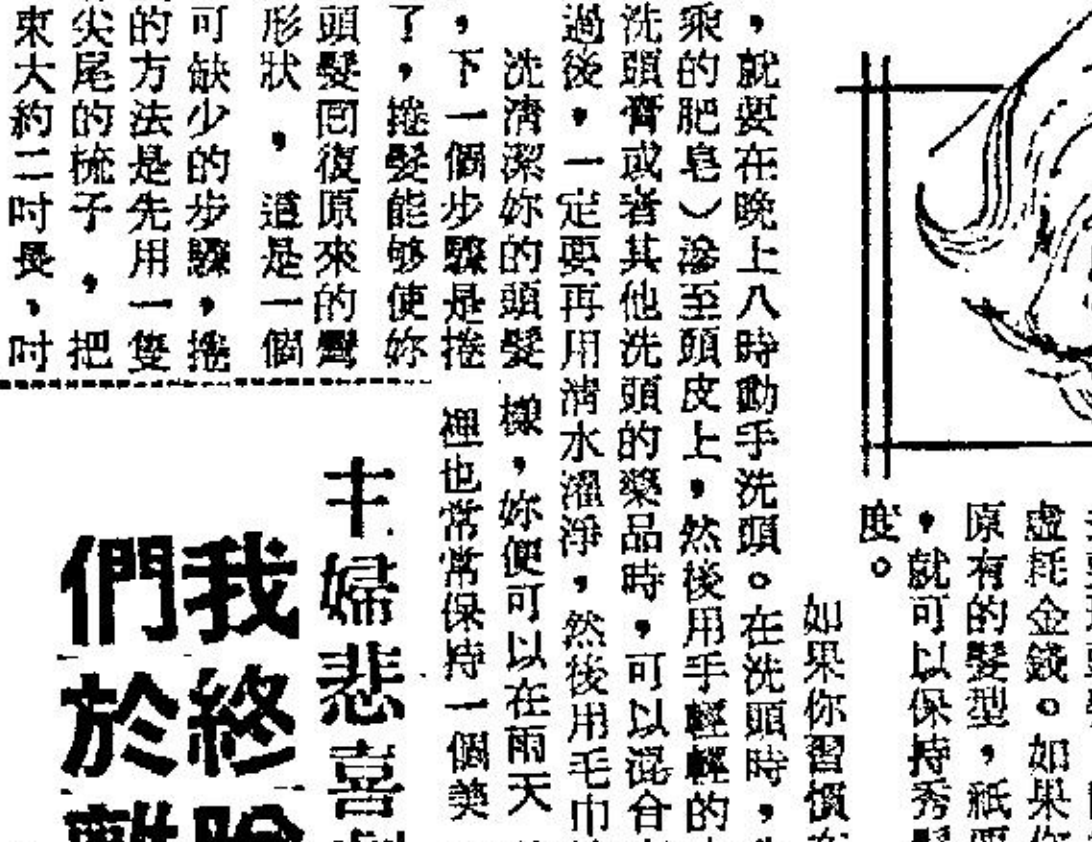 虛耗金錢。如果你
原有的髮型，紙要
，就可以保持秀髮
度。
如果你習慣在
，就要在晚上八時動手洗頭。在洗頭時，
乘的肥皂）滲至頭皮上，然後用手輕輕的
洗頭膏或者其他洗頭的藥品時，可以混合
過後，一定要再用清水濯淨，然後用毛巾
洗清潔妳的頭髮
，下一個步驟是捲
了，捲髮能够使妳
頭髮囘復原來的彎
形狀，這是一個
可缺少的步驟，捲
的方法是先用一隻
尖尾的梳子，把
束大約二吋長、吋
樣，妳便可以在雨天
裡也常常保持一個美
主婦悲喜劇
我終
們於離